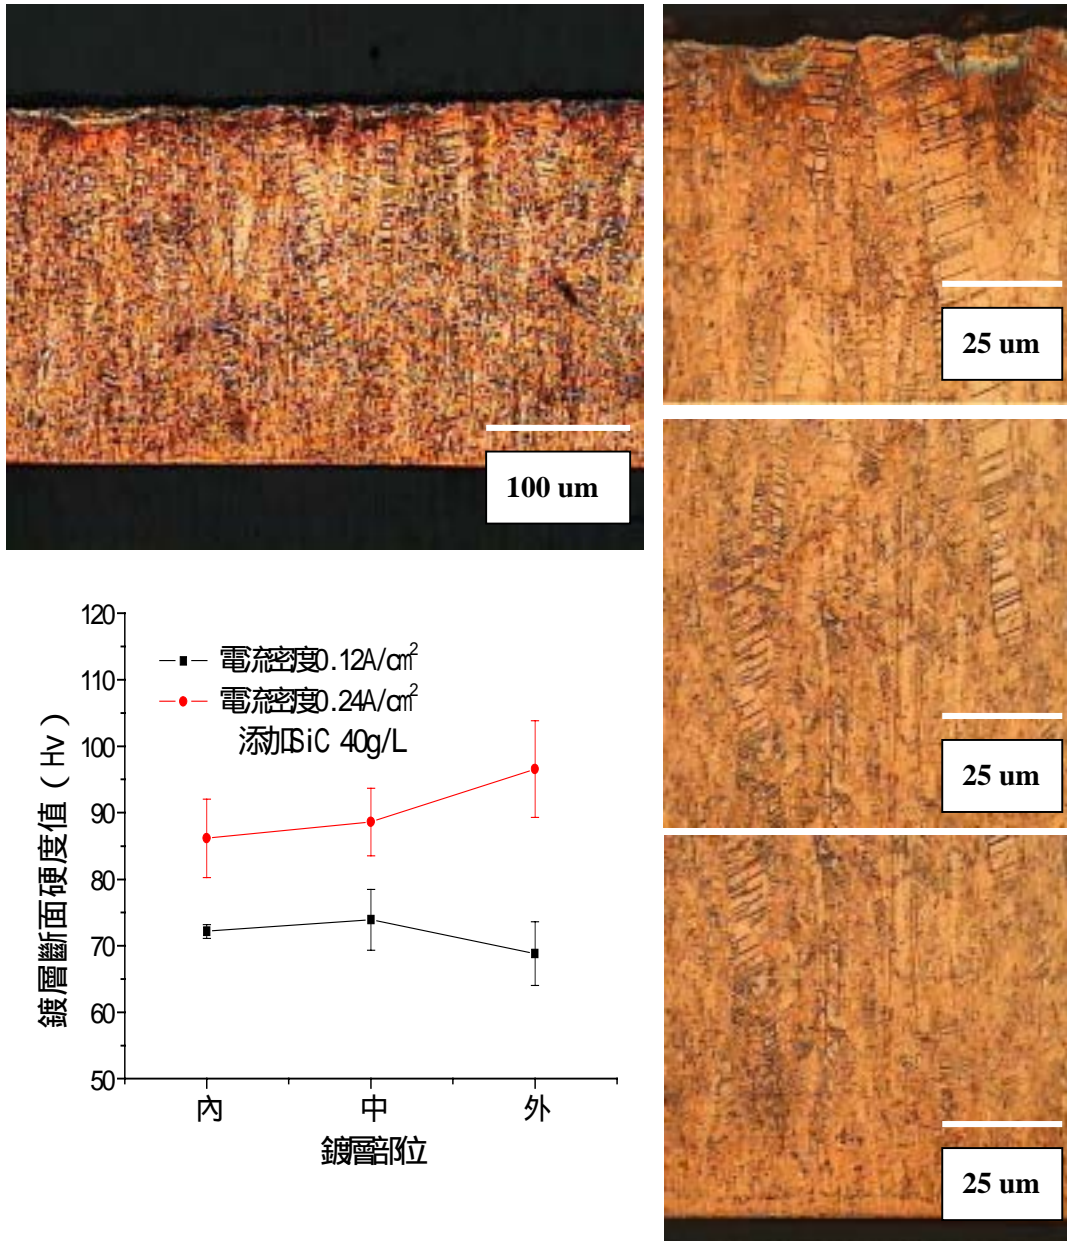 100 um
25 um
25 um
25 um
120
110
100
90
80
70
60
50
鍍層斷面硬度值（Hv）
電流密度0.12A/cm²
電流密度0.24A/cm²
添加SiC 40g/L
內 中 外
鍍層部位